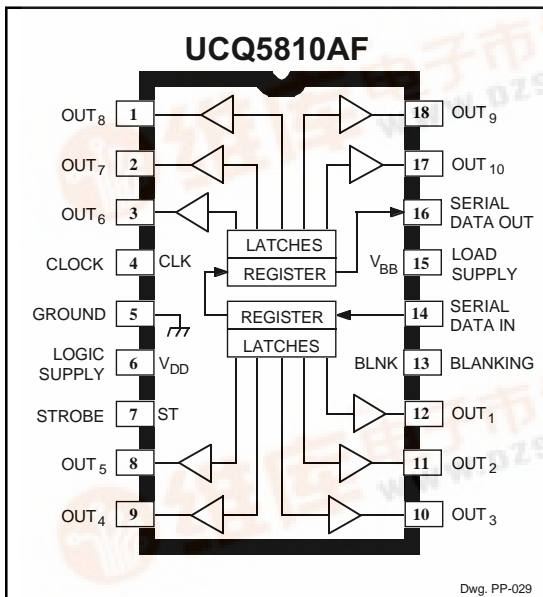 UCQ5810AF
OUT8 1 18 OUT9
OUT7 2 17 OUT10
OUT6 3 16 SERIAL DATA OUT
LATCHES
REGISTER
CLOCK 4 CLK VBB 15 LOAD SUPPLY
GROUND 5 14 SERIAL DATA IN
REGISTER
LATCHES
LOGIC SUPPLY 6 VDD BLNK 13 BLANKING
STROBE 7 ST 12 OUT1
OUT5 8 11 OUT2
OUT4 9 10 OUT3
Dwg. PP-029